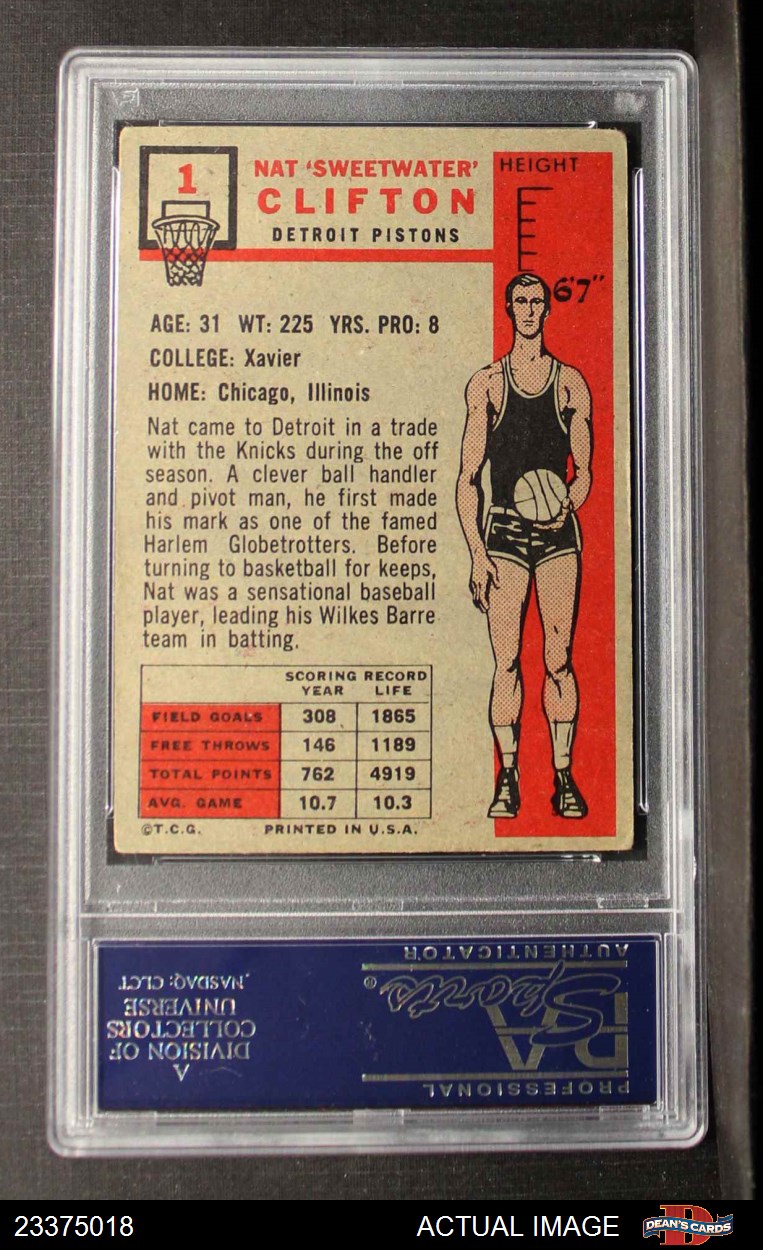 1
NAT 'SWEETWATER'
CLIFTON
DETROIT PISTONS
HEIGHT
6'7"
AGE: 31 WT: 225 YRS. PRO: 8
COLLEGE: Xavier
HOME: Chicago, Illinois
Nat came to Detroit in a trade
with the Knicks during the off
season. A clever ball handler
and pivot man, he first made
his mark as one of the famed
Harlem Globetrotters. Before
turning to basketball for keeps,
Nat was a sensational baseball
player, leading his Wilkes Barre
team in batting.
SCORING RECORD
YEAR LIFE
FIELD GOALS 308 1865
FREE THROWS 146 1189
TOTAL POINTS 762 4919
AVG. GAME 10.7 10.3
©T.C.G. PRINTED IN U.S.A.
PROFESSIONAL
PSA
Sports®
AUTHENTICATOR
A
DIVISION OF
COLLECTORS
UNIVERSE
NASDAQ: CLCT
23375018
ACTUAL IMAGE
DEAN'S CARDS